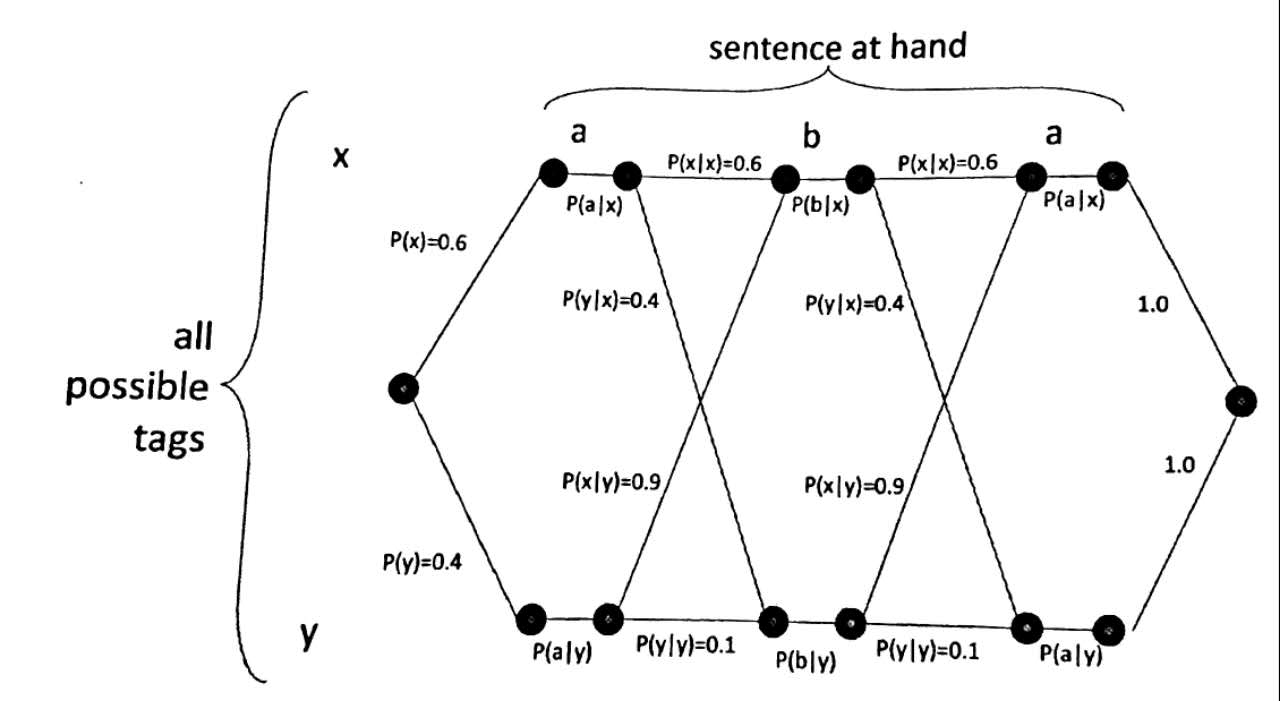 sentence at hand
a
b
a
x
P(x|x)=0.6
P(x|x)=0.6
P(a|x)
P(b|x)
P(a|x)
P(x)=0.6
P(y|x)=0.4
P(y|x)=0.4
1.0
all
possible
tags
P(x|y)=0.9
P(x|y)=0.9
1.0
P(y)=0.4
y
P(a|y)
P(y|y)=0.1
P(b|y)
P(y|y)=0.1
P(a|y)